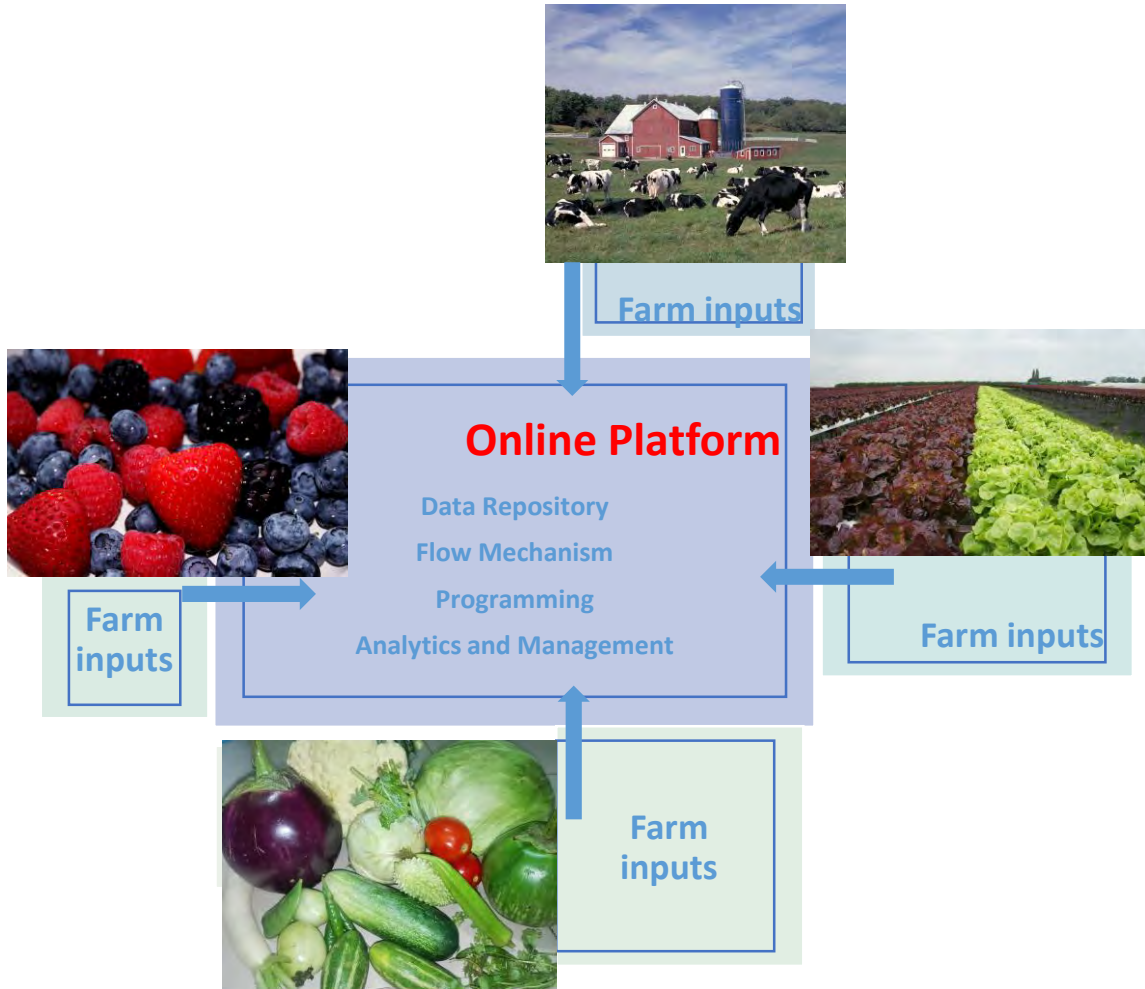 Farm inputs
Online Platform
Data Repository
Flow Mechanism
Programming
Analytics and Management
Farm
inputs
Farm inputs
Farm
inputs